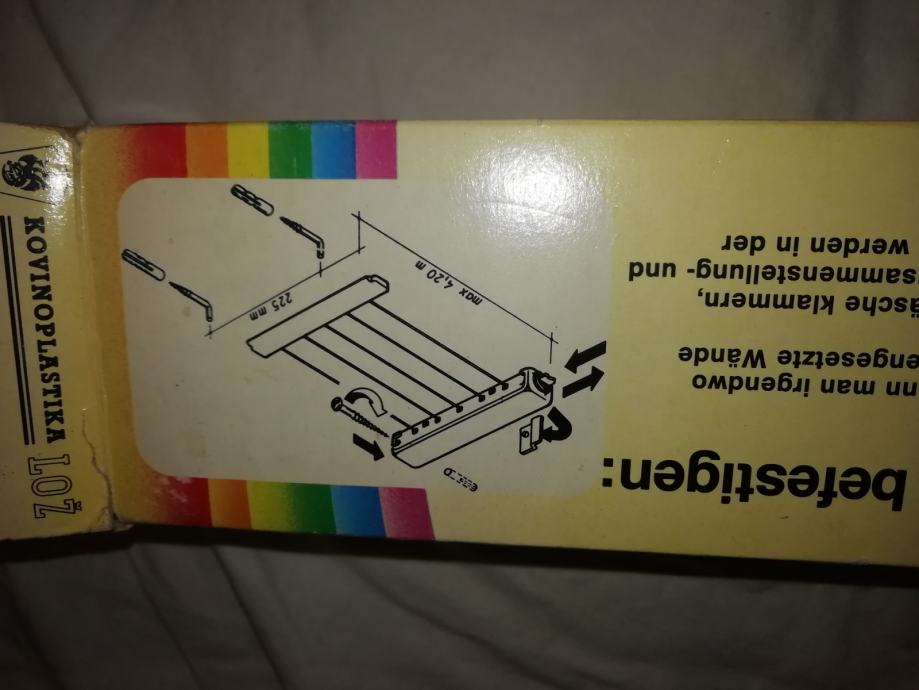 befestigen:
nn man irgendwo
engesetzte Wände
äsche klammern,
sammenstellung- und
werden in der
max 4,20 m
225 mm
KOVINOPLASTIKA LOŽ